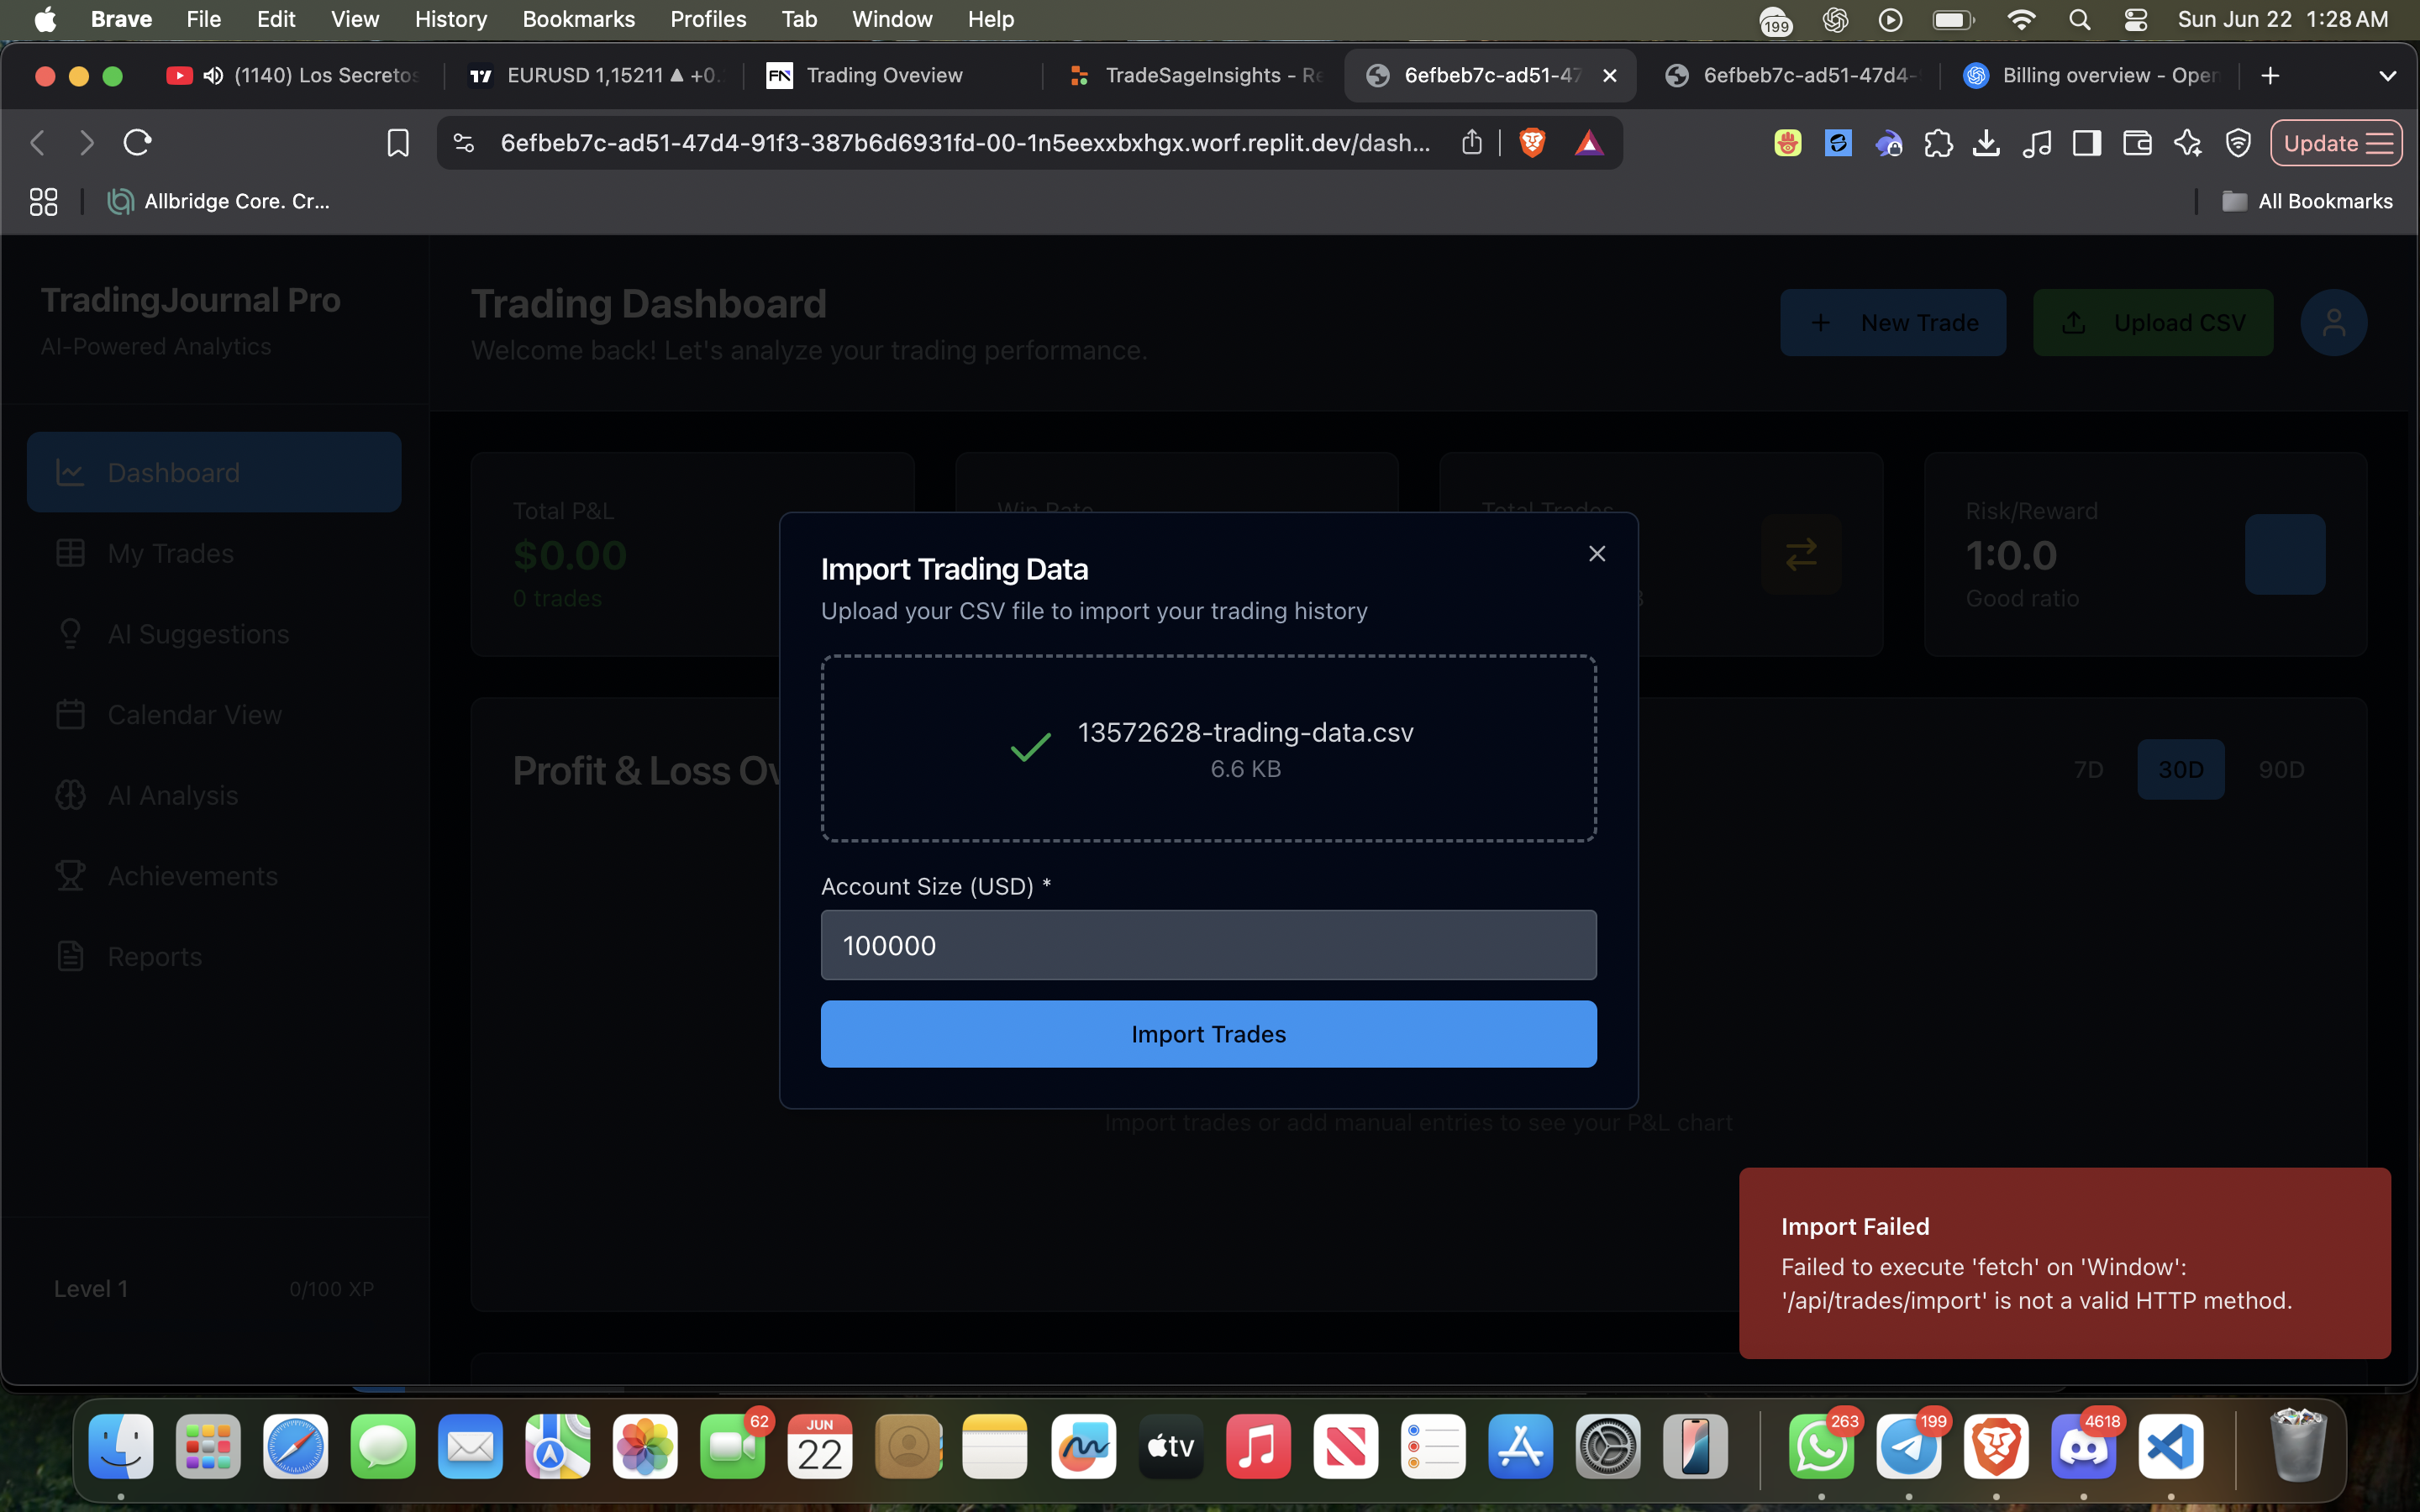 Brave File Edit View History Bookmarks Profiles Tab Window Help
199
Sun Jun 22 1:28 AM
(1140) Los Secretos
EURUSD 1,15211 ▲ +0.
Trading Oveview
TradeSageInsights - Re
6efbeb7c-ad51-47
6efbeb7c-ad51-47d4-
Billing overview - Open
6efbeb7c-ad51-47d4-91f3-387b6d6931fd-00-1n5eexxbxhgx.worf.replit.dev/dash...
Update
Allbridge Core. Cr...
All Bookmarks
TradingJournal Pro
AI-Powered Analytics
Trading Dashboard
Welcome back! Let's analyze your trading performance.
New Trade
Upload CSV
Dashboard
My Trades
AI Suggestions
Calendar View
AI Analysis
Achievements
Reports
Level 1
0/100 XP
Total P&L
$0.00
0 trades
Win Rate
Total Trades
Risk/Reward
1:0.0
Good ratio
Profit & Loss Ov
7D
30D
90D
Import Trading Data
Upload your CSV file to import your trading history
13572628-trading-data.csv
6.6 KB
Account Size (USD) *
100000
Import Trades
Import trades or add manual entries to see your P&L chart
Import Failed
Failed to execute 'fetch' on 'Window':
'/api/trades/import' is not a valid HTTP method.
62
JUN
22
tv
263
199
4618